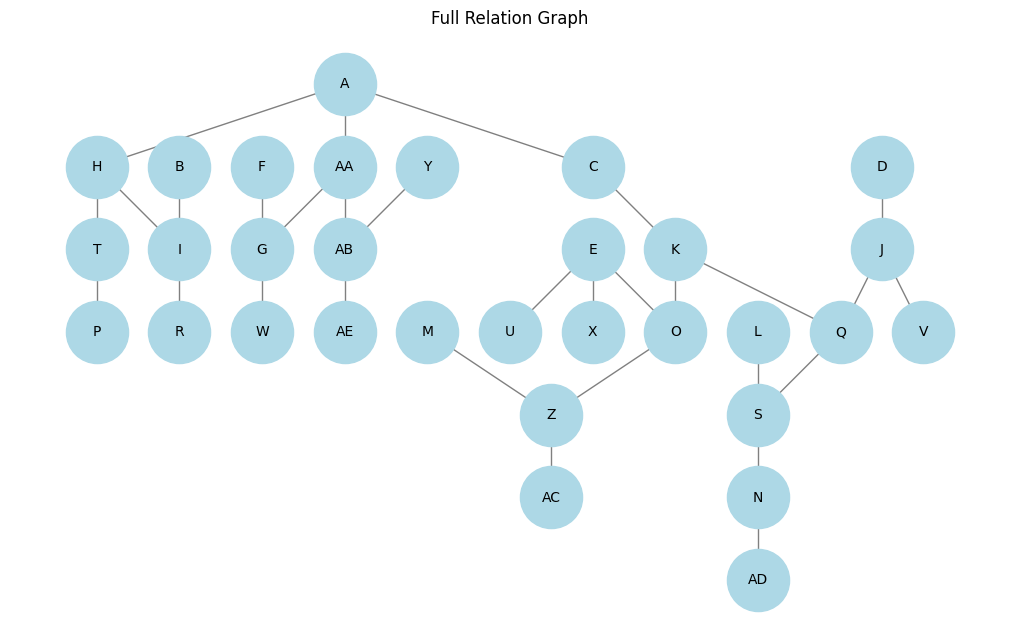 Full Relation Graph
A
H B F AA Y C D
T I G AB E K J
P R W AE M U X O L Q V
Z S
AC N
AD